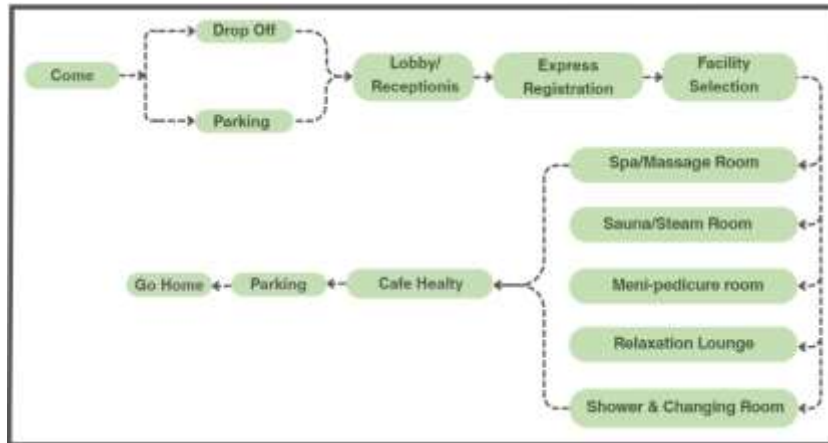 Drop Off
Come
Parking
Lobby/
Receptionis
Express
Registration
Facility
Selection
Spa/Massage Room
Sauna/Steam Room
Meni-pedicure room
Relaxation Lounge
Shower & Changing Room
Cafe Healty
Parking
Go Home